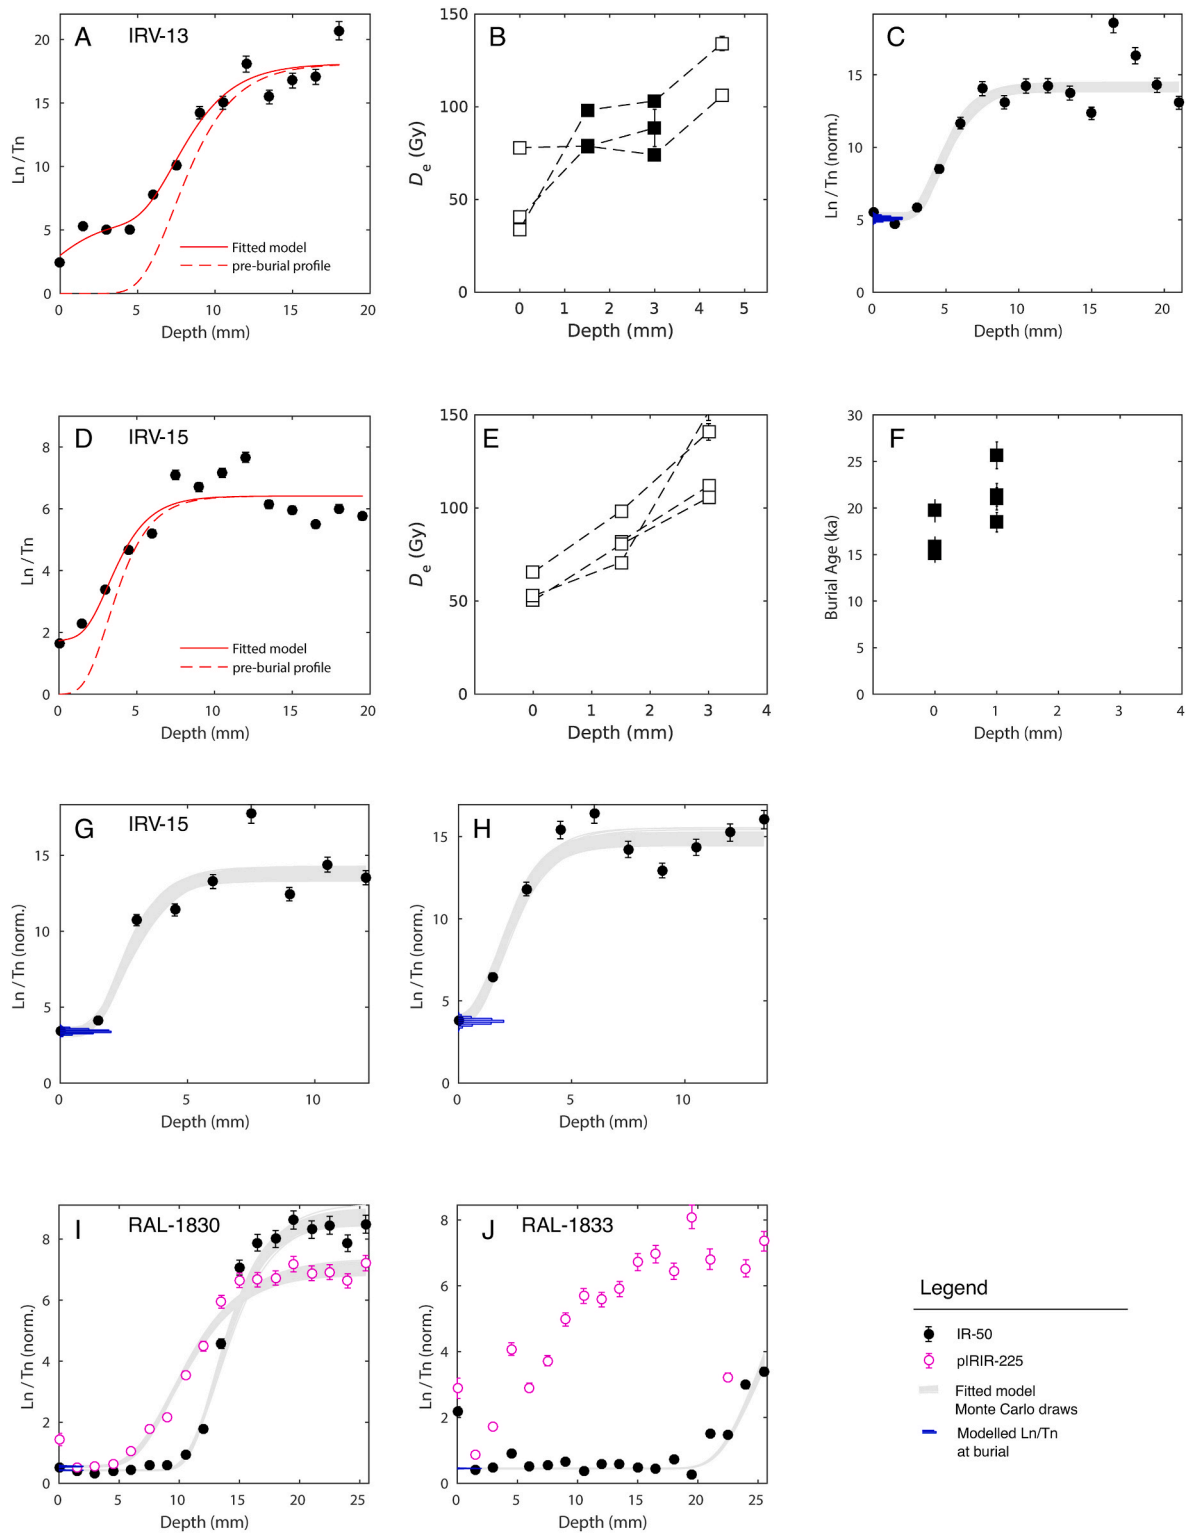 A IRV-13
20
15
10
5
0
Ln / Tn
Fitted model
pre-burial profile
0 5 10 15 20
Depth (mm)
B
150
100
50
0
De (Gy)
0 1 2 3 4 5
Depth (mm)
C
15
10
5
0
Ln / Tn (norm.)
0 5 10 15 20
Depth (mm)
D IRV-15
8
6
4
2
0
Ln / Tn
Fitted model
pre-burial profile
0 5 10 15 20
Depth (mm)
E
150
100
50
0
De (Gy)
0 1 2 3 4
Depth (mm)
F
30
25
20
15
10
5
0
Burial Age (ka)
0 1 2 3 4
Depth (mm)
G IRV-15
15
10
5
0
Ln / Tn (norm.)
0 5 10
Depth (mm)
H
15
10
5
0
Ln / Tn (norm.)
0 5 10
Depth (mm)
I RAL-1830
8
6
4
2
0
Ln / Tn (norm.)
0 5 10 15 20 25
Depth (mm)
J RAL-1833
8
6
4
2
0
Ln / Tn (norm.)
0 5 10 15 20 25
Depth (mm)
Legend
IR-50
pIRIR-225
Fitted model
Monte Carlo draws
Modelled Ln/Tn
at burial